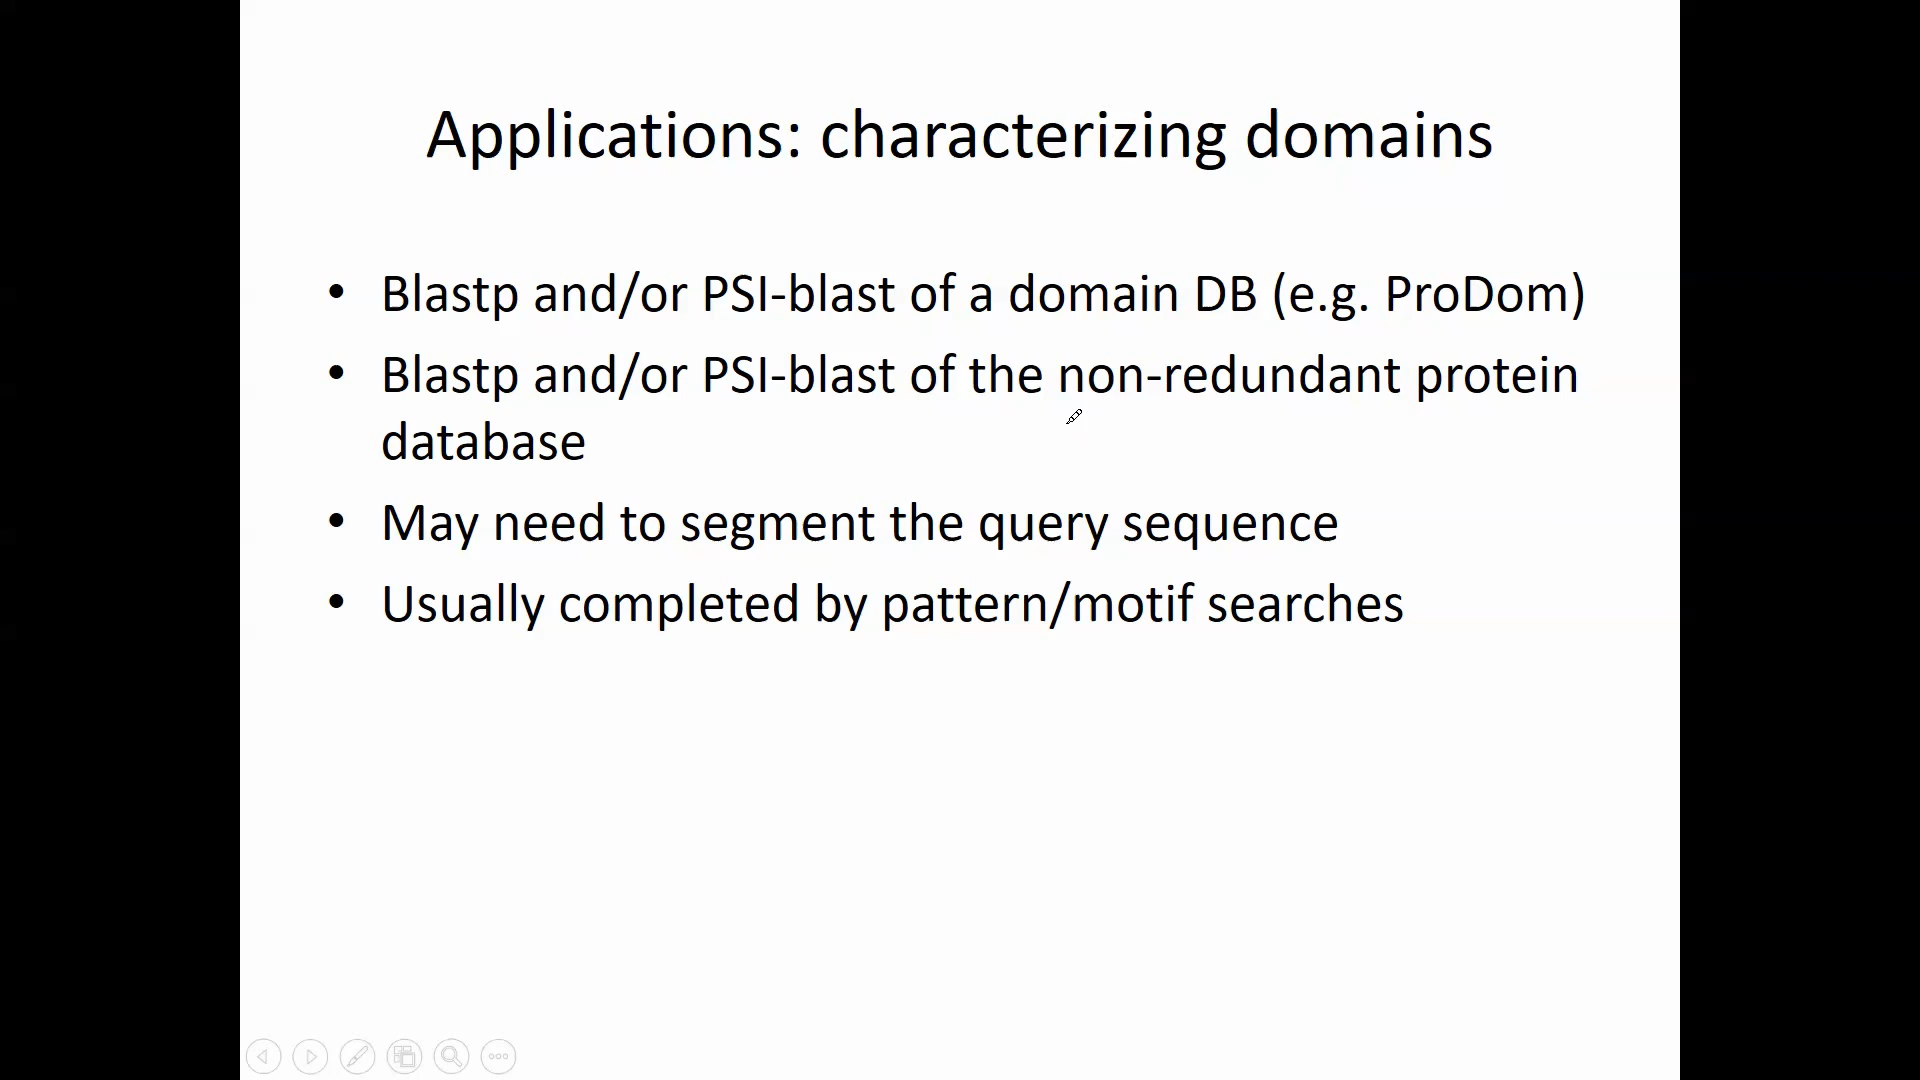 Applications: characterizing domains
• Blastp and/or PSI-blast of a domain DB (e.g. ProDom)
• Blastp and/or PSI-blast of the non-redundant protein
database
• May need to segment the query sequence
• Usually completed by pattern/motif searches